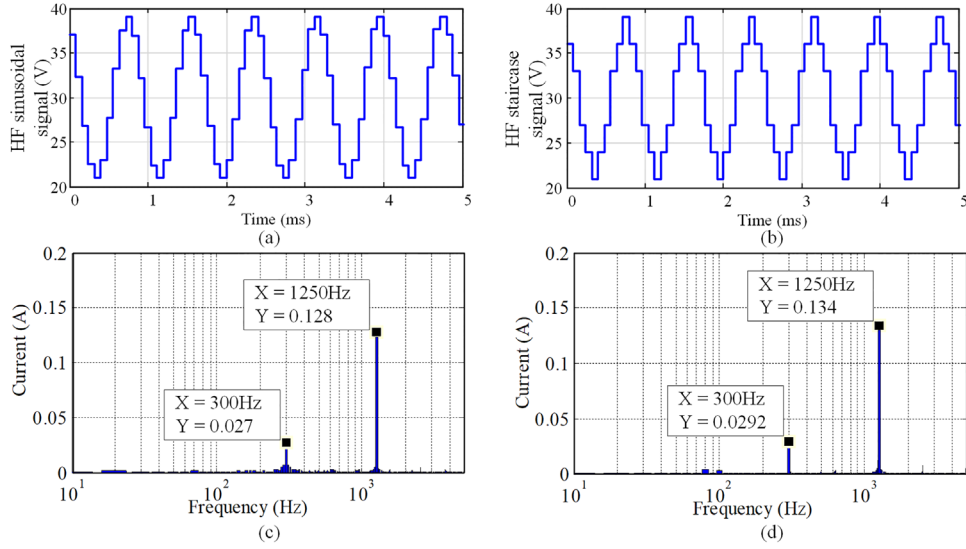 HF sinusoidal
signal (V)
40
35
30
25
20
0
1
2
3
4
5
Time (ms)
(a)
HF staircase
signal (V)
40
35
30
25
20
0
1
2
3
4
5
Time (ms)
(b)
Current (A)
0.2
0.15
0.1
0.05
0
X = 1250Hz
Y = 0.128
X = 300Hz
Y = 0.027
10^1
10^2
10^3
Frequency (Hz)
(c)
Current (A)
0.2
0.15
0.1
0.05
0
X = 1250Hz
Y = 0.134
X = 300Hz
Y = 0.0292
10^1
10^2
10^3
Frequency (Hz)
(d)